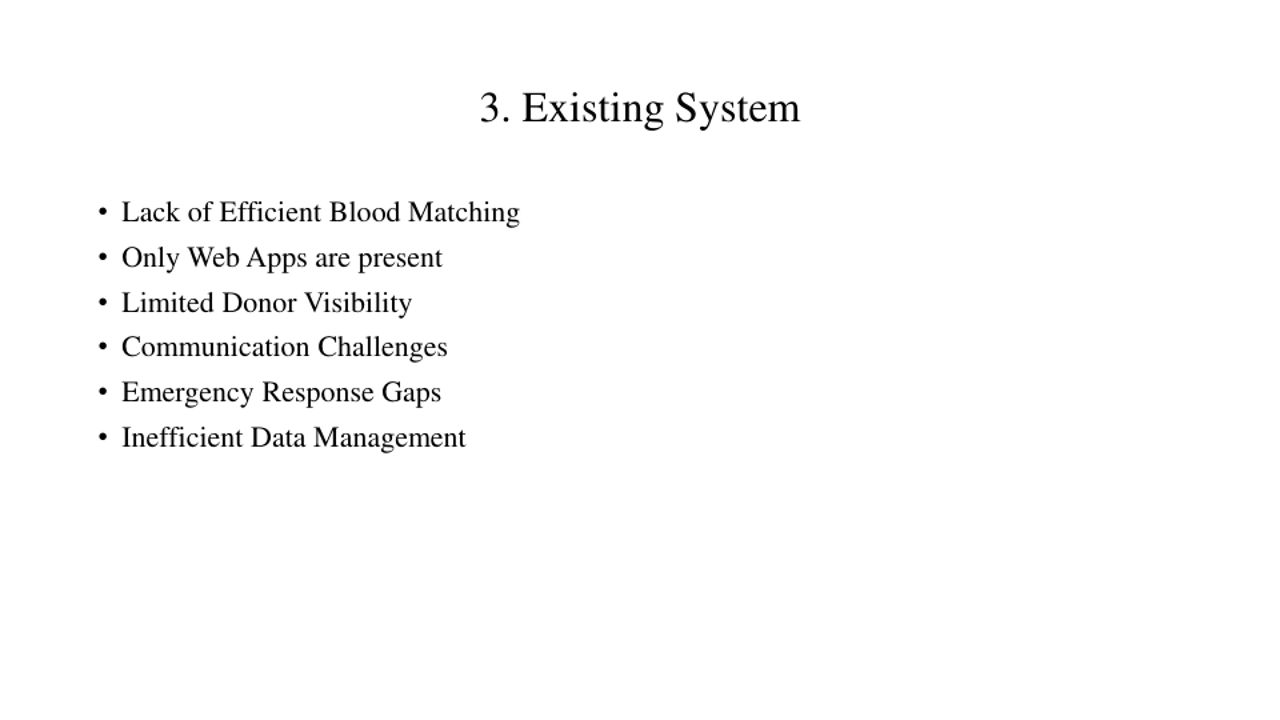 3. Existing System
• Lack of Efficient Blood Matching
• Only Web Apps are present
• Limited Donor Visibility
• Communication Challenges
• Emergency Response Gaps
• Inefficient Data Management